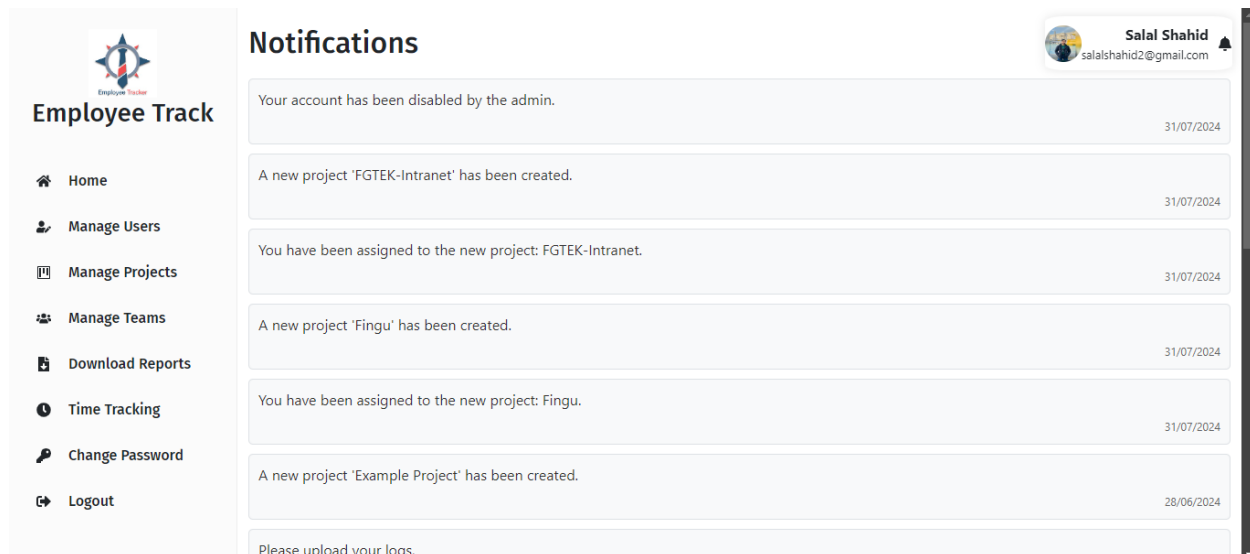 Employee Tracker
Employee Track
Home
Manage Users
Manage Projects
Manage Teams
Download Reports
Time Tracking
Change Password
Logout
Notifications
Salal Shahid
salalshahid2@gmail.com
Your account has been disabled by the admin.
31/07/2024
A new project 'FGTEK-Intranet' has been created.
31/07/2024
You have been assigned to the new project: FGTEK-Intranet.
31/07/2024
A new project 'Fingu' has been created.
31/07/2024
You have been assigned to the new project: Fingu.
31/07/2024
A new project 'Example Project' has been created.
28/06/2024
Please upload your logs.